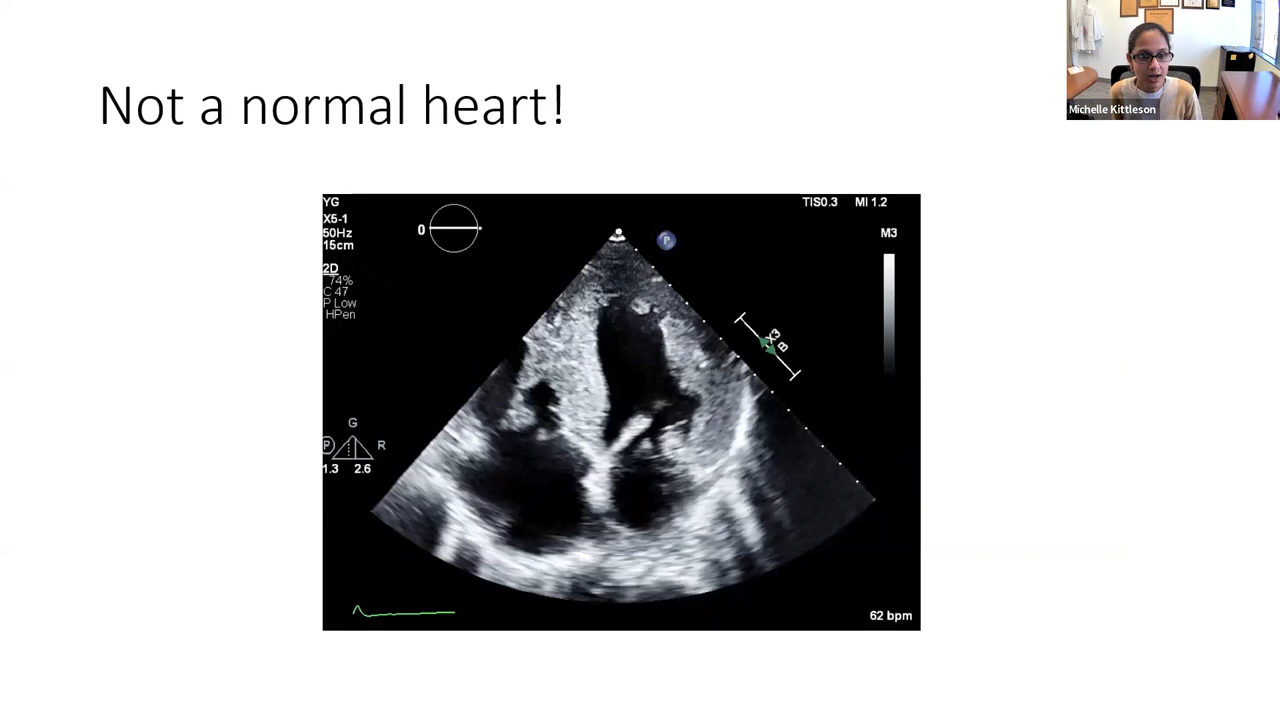 Not a normal heart!
Michelle Kittleson
YG
X5-1
50Hz
15cm
0
P
TIS0.3 MI 1.2
M3
2D
74%
C 47
P Low
HPen
X3
B
G
P R
1.3 2.6
62 bpm